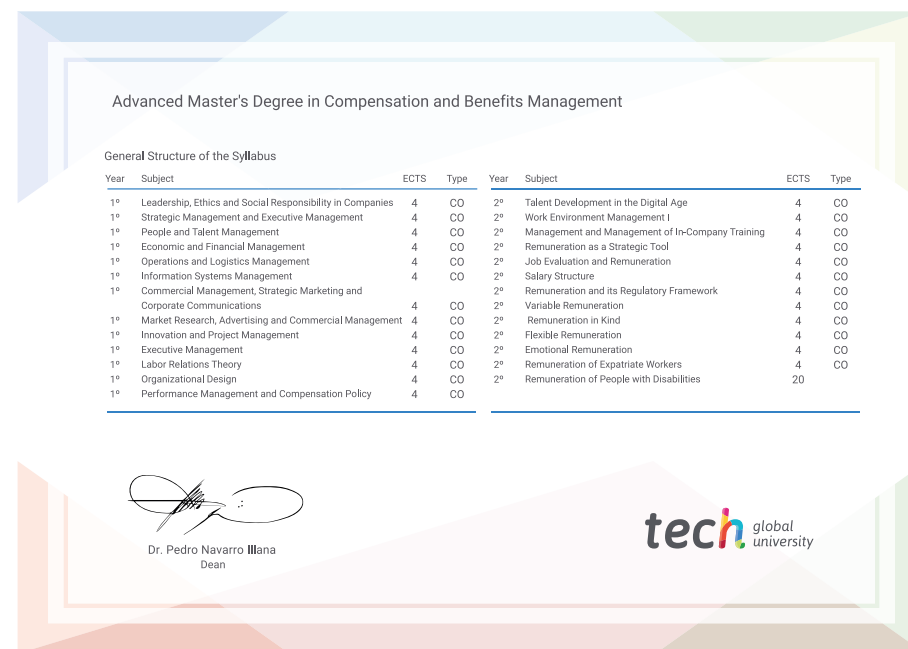 Advanced Master's Degree in Compensation and Benefits Management
General Structure of the Syllabus
Year Subject ECTS Type
1º Leadership, Ethics and Social Responsibility in Companies 4 CO
1º Strategic Management and Executive Management 4 CO
1º People and Talent Management 4 CO
1º Economic and Financial Management 4 CO
1º Operations and Logistics Management 4 CO
1º Information Systems Management 4 CO
1º Commercial Management, Strategic Marketing and
Corporate Communications 4 CO
1º Market Research, Advertising and Commercial Management 4 CO
1º Innovation and Project Management 4 CO
1º Executive Management 4 CO
1º Labor Relations Theory 4 CO
1º Organizational Design 4 CO
1º Performance Management and Compensation Policy 4 CO
Year Subject ECTS Type
2º Talent Development in the Digital Age 4 CO
2º Work Environment Management I 4 CO
2º Management and Management of In-Company Training 4 CO
2º Remuneration as a Strategic Tool 4 CO
2º Job Evaluation and Remuneration 4 CO
2º Salary Structure 4 CO
2º Remuneration and its Regulatory Framework 4 CO
2º Variable Remuneration 4 CO
2º Remuneration in Kind 4 CO
2º Flexible Remuneration 4 CO
2º Emotional Remuneration 4 CO
2º Remuneration of Expatriate Workers 4 CO
2º Remuneration of People with Disabilities 20
Dr. Pedro Navarro Illana
Dean
tech global
university